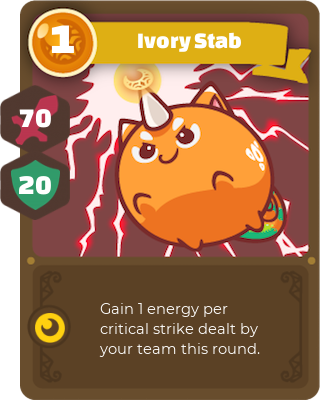 1
Ivory Stab
70
20
Gain 1 energy per
critical strike dealt by
your team this round.